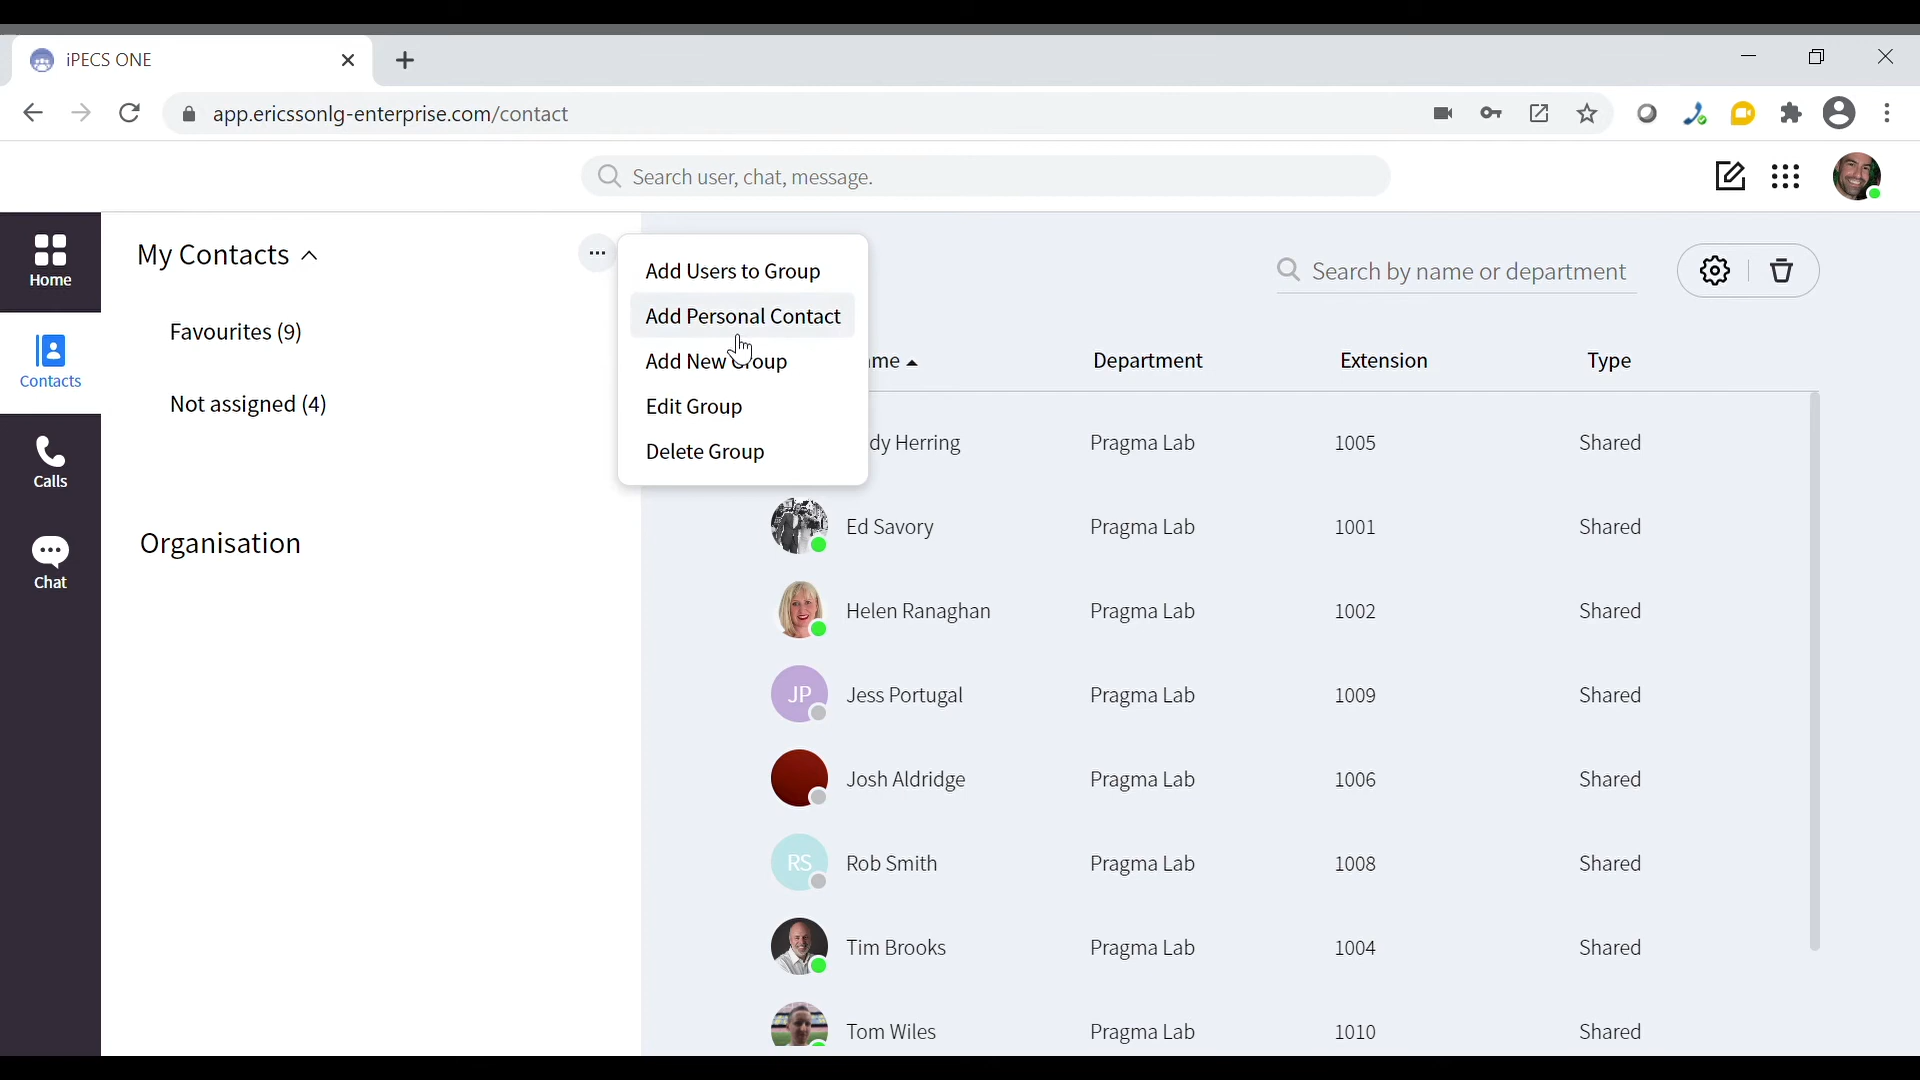 iPECS ONE
app.ericssonlg-enterprise.com/contact
Search user, chat, message.
Home
Contacts
Calls
Chat
My Contacts
Favourites (9)
Not assigned (4)
Organisation
Add Users to Group
Add Personal Contact
Add New Group
Edit Group
Delete Group
Search by name or department
Department Extension Type
Herring Pragma Lab 1005 Shared
Ed Savory Pragma Lab 1001 Shared
Helen Ranaghan Pragma Lab 1002 Shared
JP Jess Portugal Pragma Lab 1009 Shared
Josh Aldridge Pragma Lab 1006 Shared
RS Rob Smith Pragma Lab 1008 Shared
Tim Brooks Pragma Lab 1004 Shared
Tom Wiles Pragma Lab 1010 Shared